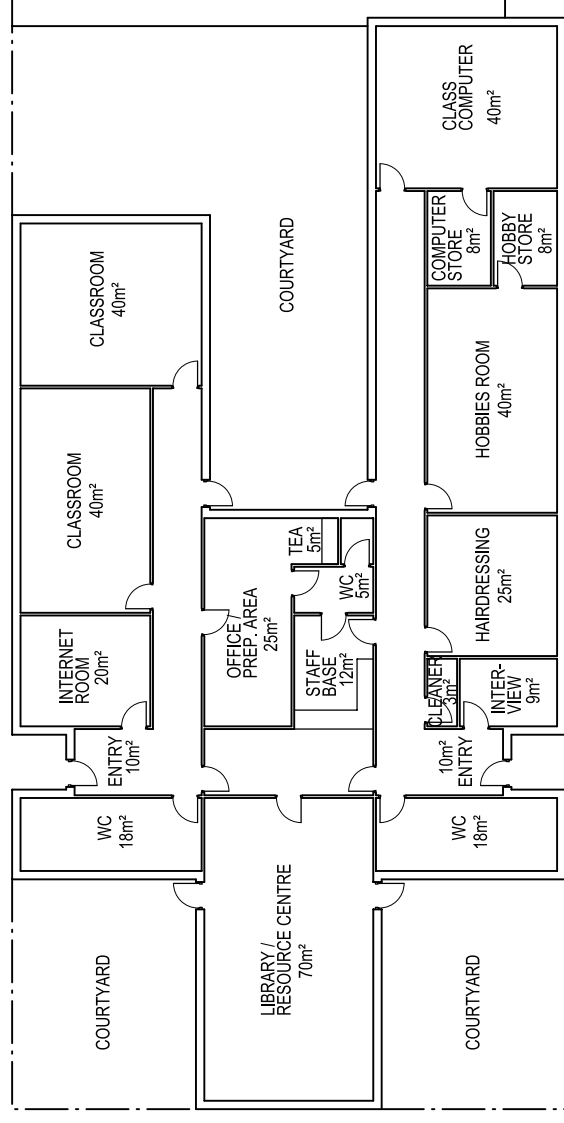 CLASS
COMPUTER
40m²
COMPUTER
STORE
8m²
HOBBY
STORE
8m²
COURTYARD
CLASSROOM
40m²
HOBBIES ROOM
40m²
CLASSROOM
40m²
TEA
5m²
WC
5m²
HAIRDRESSING
25m²
OFFICE /
PREP. AREA
25m²
INTERNET
ROOM
20m²
STAFF
BASE
12m²
CLEANER
3m²
INTER-
VIEW
9m²
ENTRY
10m²
10m²
ENTRY
WC
18m²
WC
18m²
LIBRARY /
RESOURCE CENTRE
70m²
COURTYARD
COURTYARD